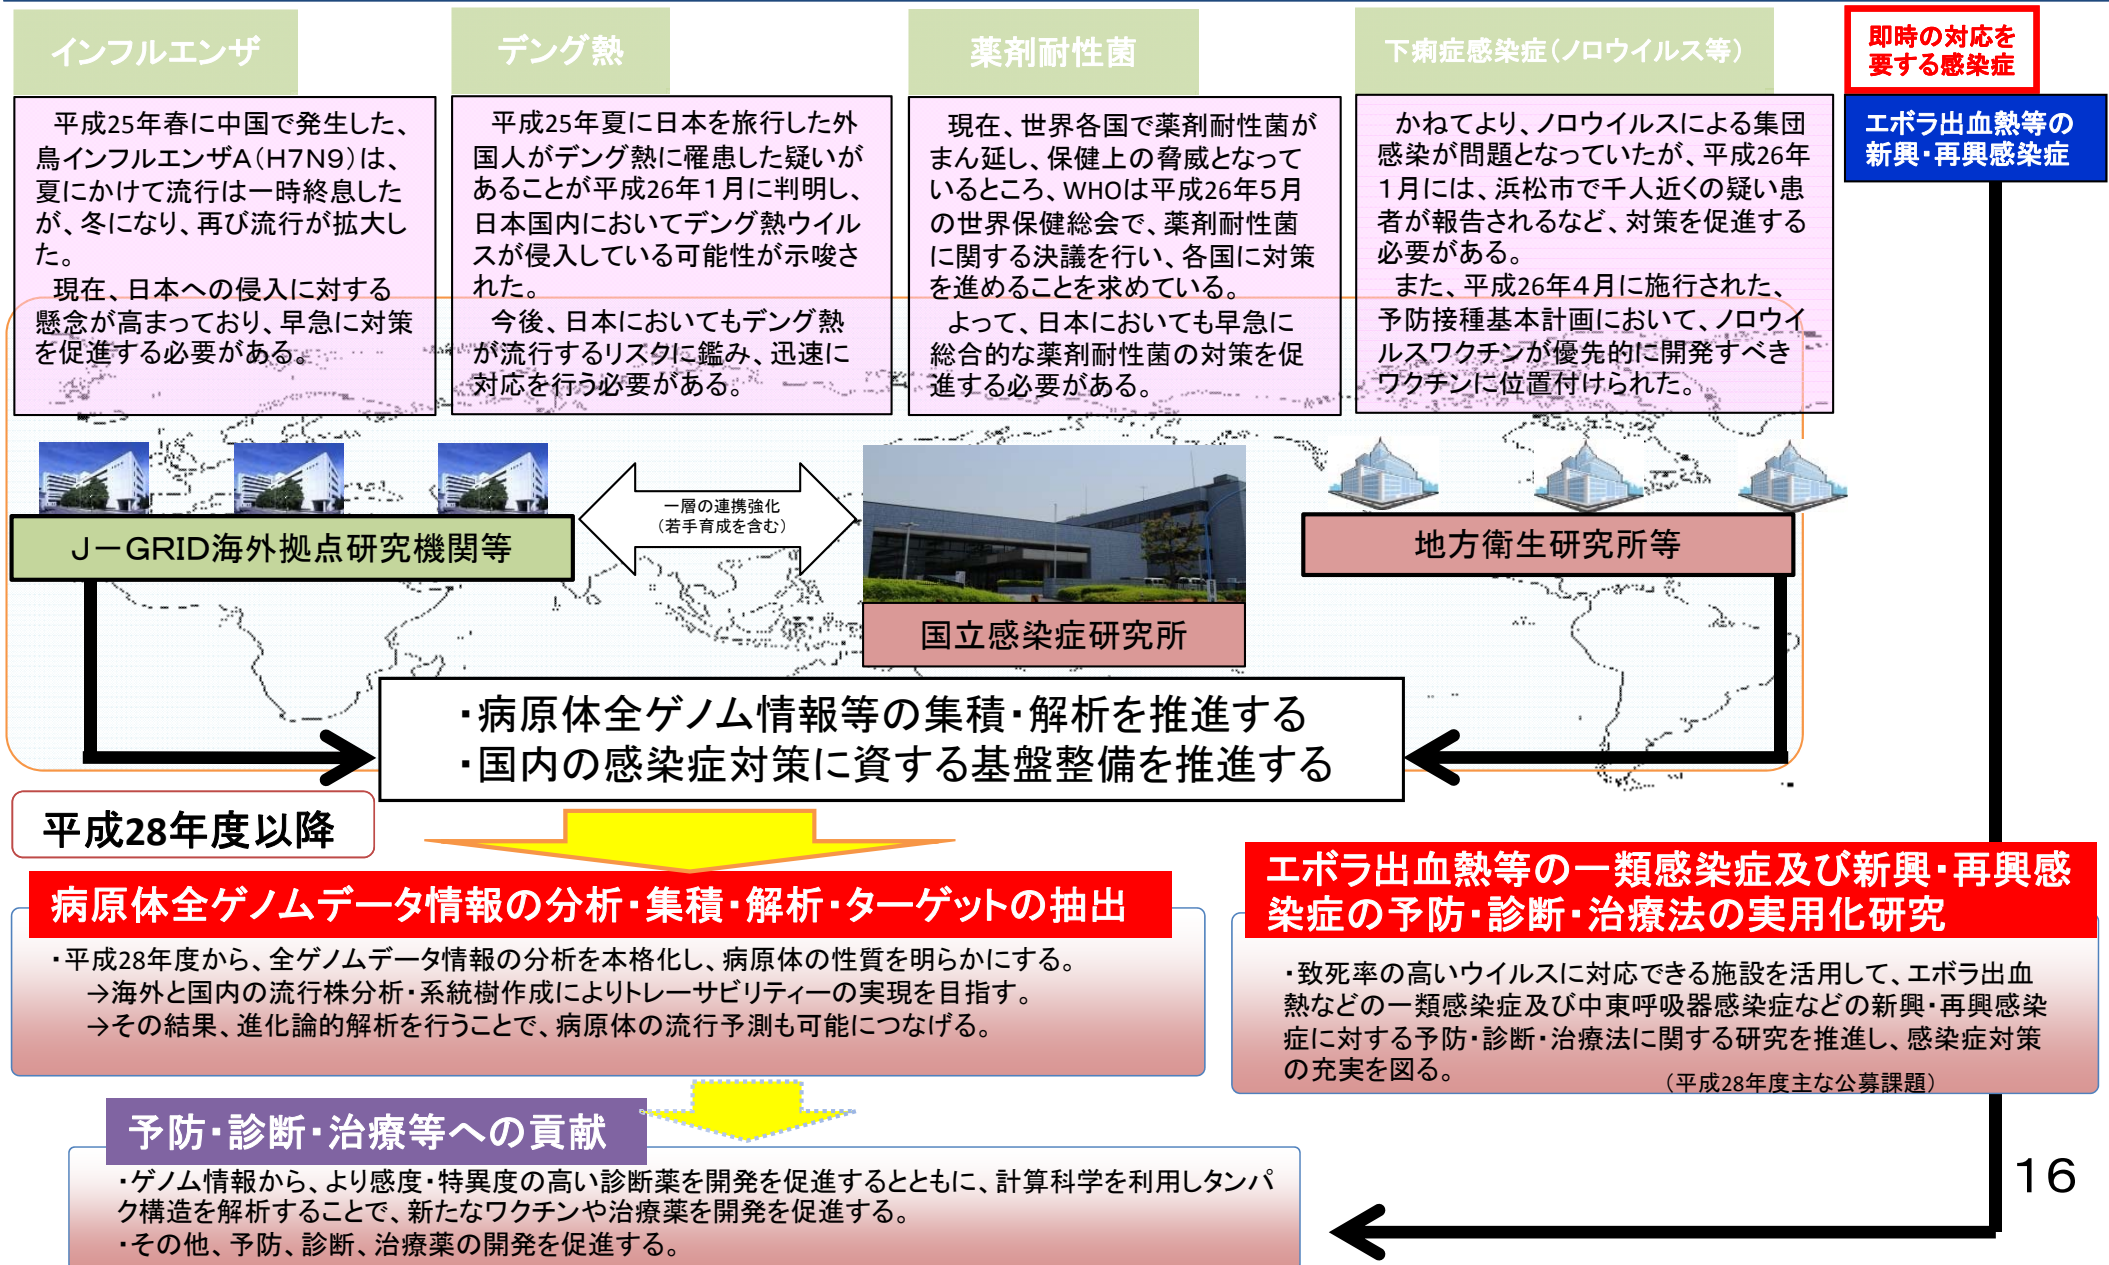 インフルエンザ
平成25年春に中国で発生した、
鳥インフルエンザA(H7N9)は、
夏にかけて流行は一時終息した
が、冬になり、再び流行が拡大し
た。
現在、日本への侵入に対する
懸念が高まっており、早急に対策
を促進する必要がある。
デング熱
平成25年夏に日本を旅行した外
国人がデング熱に罹患した疑いが
あることが平成26年1月に判明し、
日本国内においてデング熱ウイル
スが侵入している可能性が示唆さ
れた。
今後、日本においてもデング熱
が流行するリスクに鑑み、迅速に
対応を行う必要がある。
薬剤耐性菌
現在、世界各国で薬剤耐性菌が
まん延し、保健上の脅威となって
いるところ、WHOは平成26年5月
の世界保健総会で、薬剤耐性菌
に関する決議を行い、各国に対策
を進めることを求めている。
よって、日本においても早急に
総合的な薬剤耐性菌の対策を促
進する必要がある。
下痢症感染症(ノロウイルス等)
かねてより、ノロウイルスによる集団
感染が問題となっていたが、平成26年
1月には、浜松市で千人近くの疑い患
者が報告されるなど、対策を促進する
必要がある。
また、平成26年4月に施行された、
予防接種基本計画において、ノロウイ
ルスワクチンが優先的に開発すべき
ワクチンに位置付けられた。
即時の対応を
要する感染症
エボラ出血熱等の
新興・再興感染症
J-GRID海外拠点研究機関等
一層の連携強化
(若手育成を含む)
国立感染症研究所
地方衛生研究所等
・病原体全ゲノム情報等の集積・解析を推進する
・国内の感染症対策に資する基盤整備を推進する
平成28年度以降
病原体全ゲノムデータ情報の分析・集積・解析・ターゲットの抽出
・平成28年度から、全ゲノムデータ情報の分析を本格化し、病原体の性質を明らかにする。
→海外と国内の流行株分析・系統樹作成によりトレーサビリティーの実現を目指す。
→その結果、進化論的解析を行うことで、病原体の流行予測も可能につなげる。
エボラ出血熱等の一類感染症及び新興・再興感
染症の予防・診断・治療法の実用化研究
・致死率の高いウイルスに対応できる施設を活用して、エボラ出血
熱などの一類感染症及び中東呼吸器感染症などの新興・再興感染
症に対する予防・診断・治療法に関する研究を推進し、感染症対策
の充実を図る。
(平成28年度主な公募課題)
予防・診断・治療等への貢献
・ゲノム情報から、より感度・特異度の高い診断薬を開発を促進するとともに、計算科学を利用しタンパ
ク構造を解析することで、新たなワクチンや治療薬を開発を促進する。
・その他、予防、診断、治療薬の開発を促進する。
16